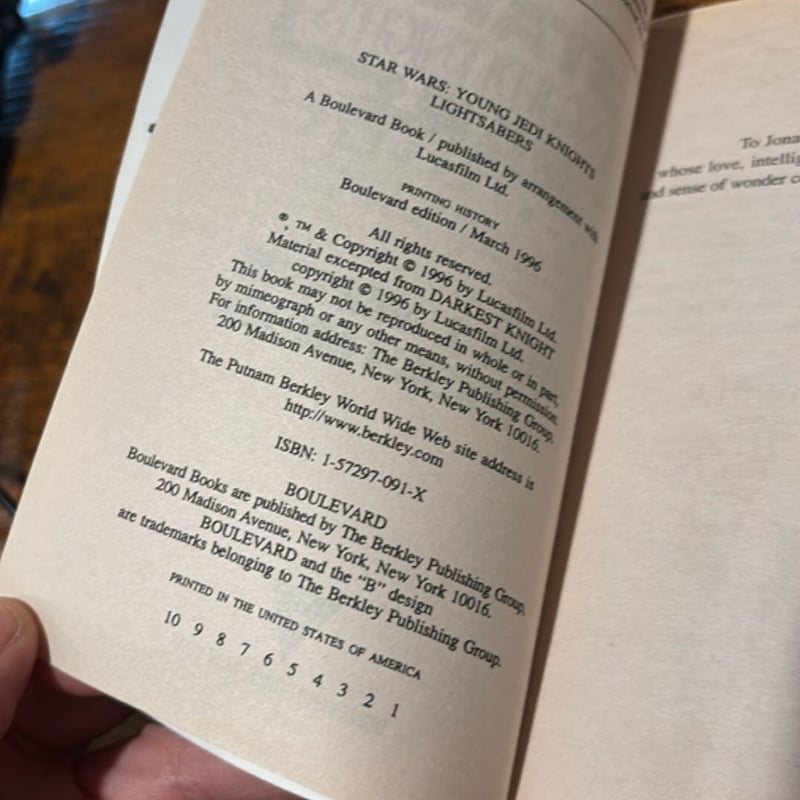 STAR WARS: YOUNG JEDI KNIGHTS
LIGHTSABERS
A Boulevard Book / published by arrangement with
Lucasfilm Ltd.
PRINTING HISTORY
Boulevard edition / March 1996
All rights reserved.
®, ™ & Copyright © 1996 by Lucasfilm Ltd.
Material excerpted from DARKEST KNIGHT
copyright © 1996 by Lucasfilm Ltd.
This book may not be reproduced in whole or in part,
by mimeograph or any other means, without permission.
For information address: The Berkley Publishing Group,
200 Madison Avenue, New York, New York 10016.
The Putnam Berkley World Wide Web site address is
http://www.berkley.com
ISBN: 1-57297-091-X
BOULEVARD
Boulevard Books are published by The Berkley Publishing Group,
200 Madison Avenue, New York, New York 10016.
BOULEVARD and the "B" design
are trademarks belonging to The Berkley Publishing Group.
PRINTED IN THE UNITED STATES OF AMERICA
10 9 8 7 6 5 4 3 2 1
To Jona
whose love, intellig
and sense of wonder c